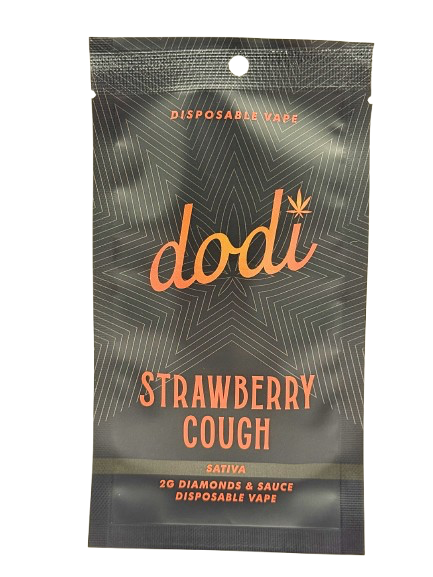 DISPOSABLE VAPE
dodi
STRAWBERRY
COUGH
SATIVA
2G DIAMONDS & SAUCE
DISPOSABLE VAPE